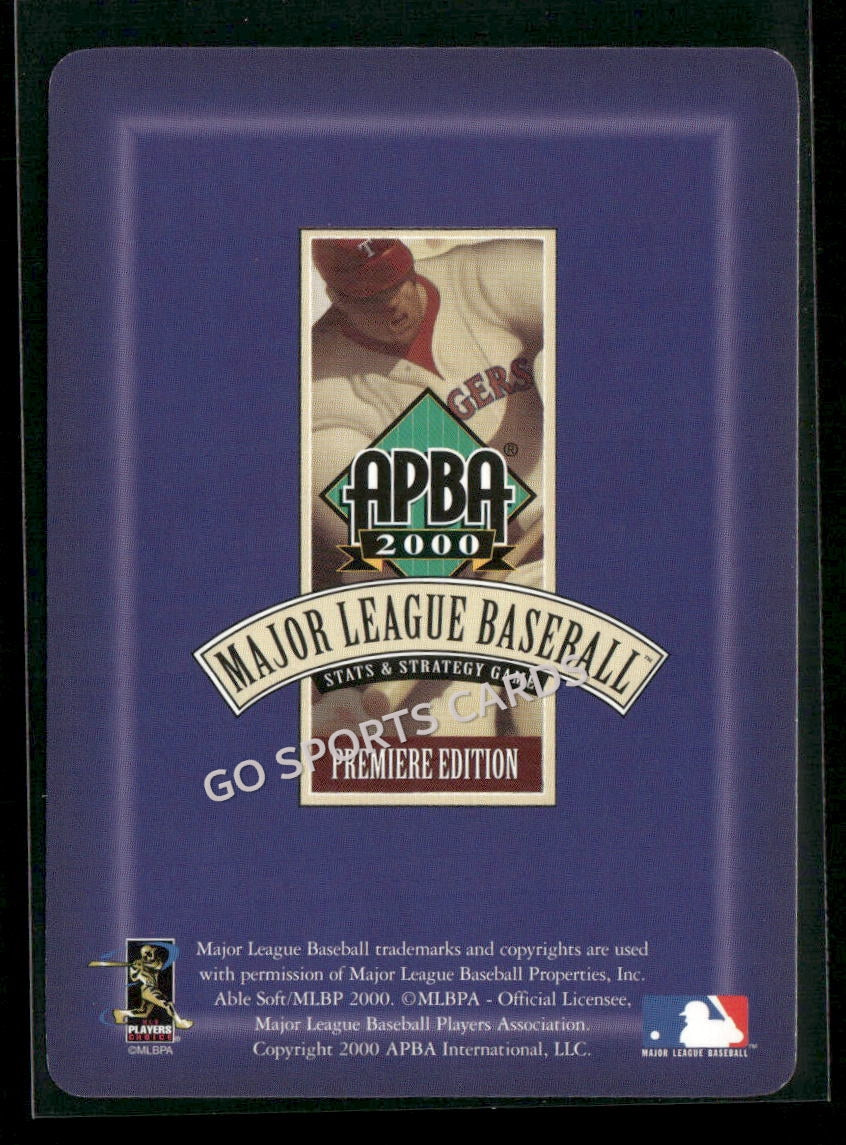 T
GERS
APBA®
2000
MAJOR LEAGUE BASEBALL™
STATS & STRATEGY GAME
GO SPORTS CARDS
PREMIERE EDITION
Major League Baseball trademarks and copyrights are used
with permission of Major League Baseball Properties, Inc.
Able Soft/MLBP 2000. ©MLBPA - Official Licensee,
Major League Baseball Players Association.
Copyright 2000 APBA International, LLC.
PLAYERS
CHOICE®
©MLBPA
MAJOR LEAGUE BASEBALL™